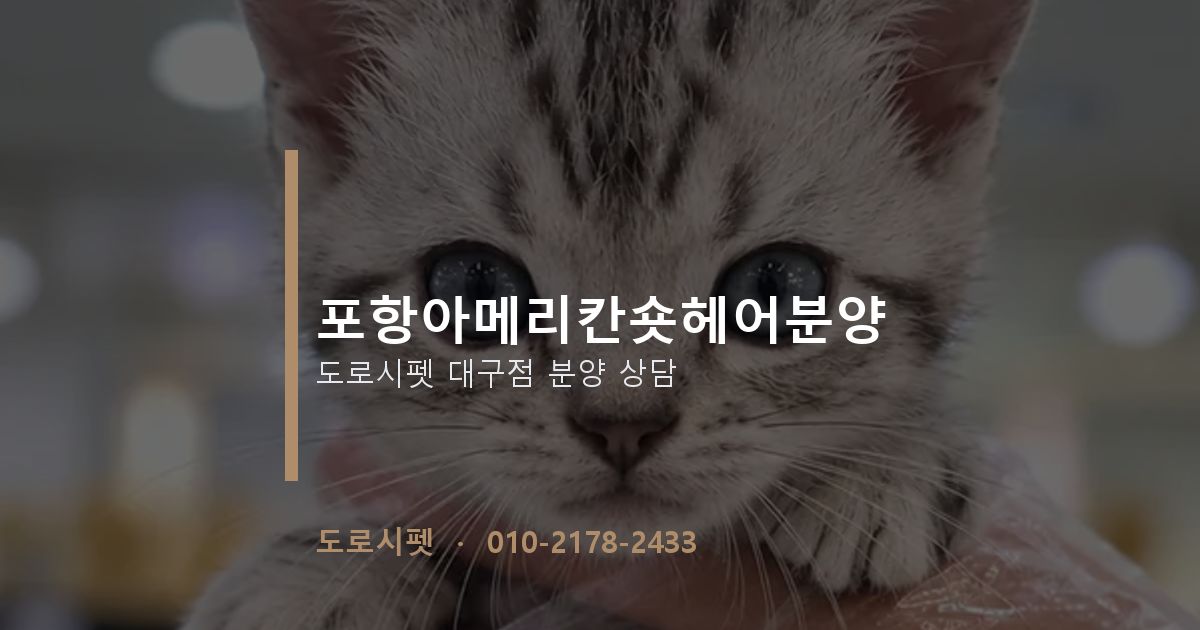 포항아메리칸숏헤어분양
도로시펫 대구점 분양 상담
도로시펫 · 010-2178-2433